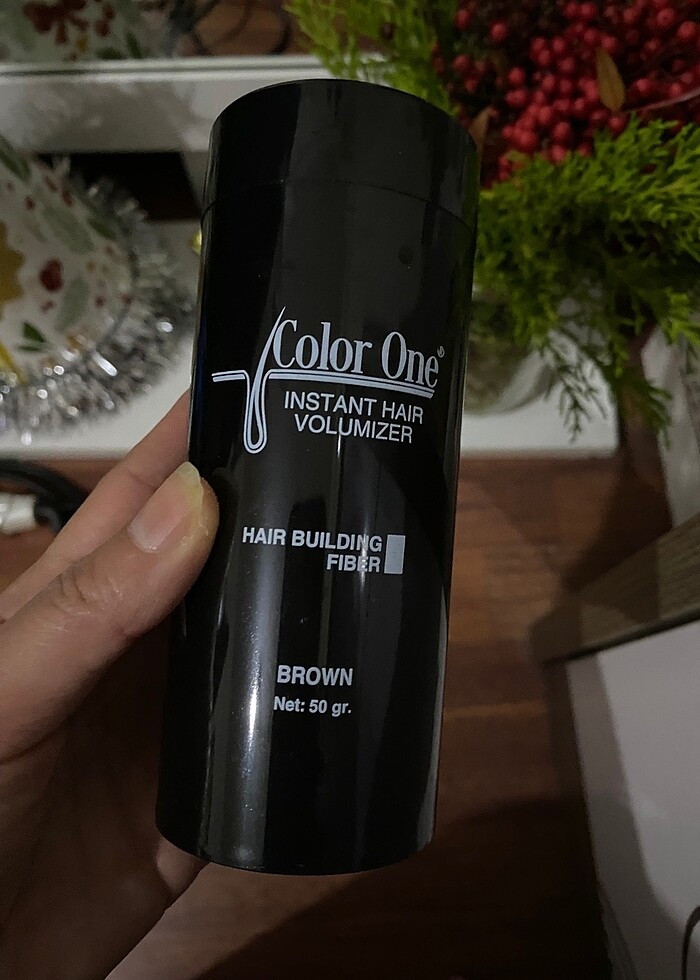 Color One®
INSTANT HAIR
VOLUMIZER
HAIR BUILDING
FIBER
BROWN
Net: 50 gr.